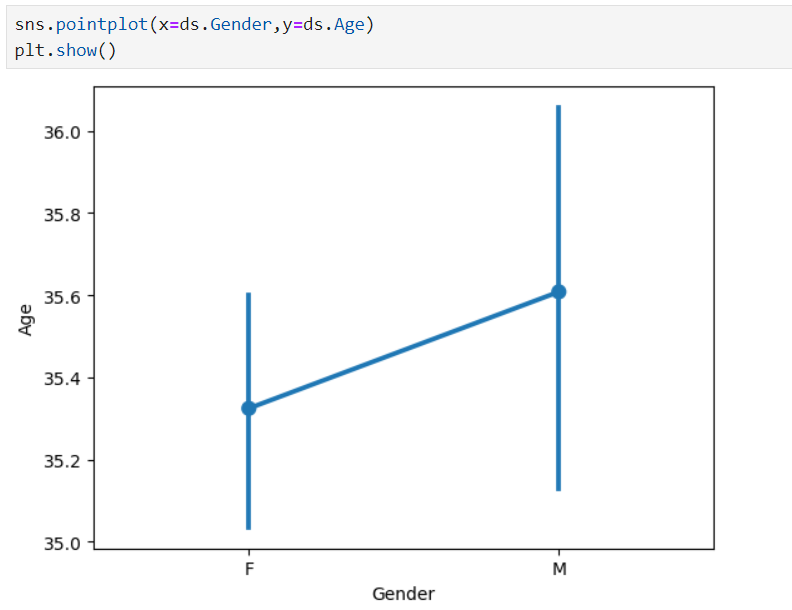 sns.pointplot(x=ds.Gender,y=ds.Age)
plt.show()
36.0
35.8
35.6
35.4
35.2
35.0
Age
F M
Gender